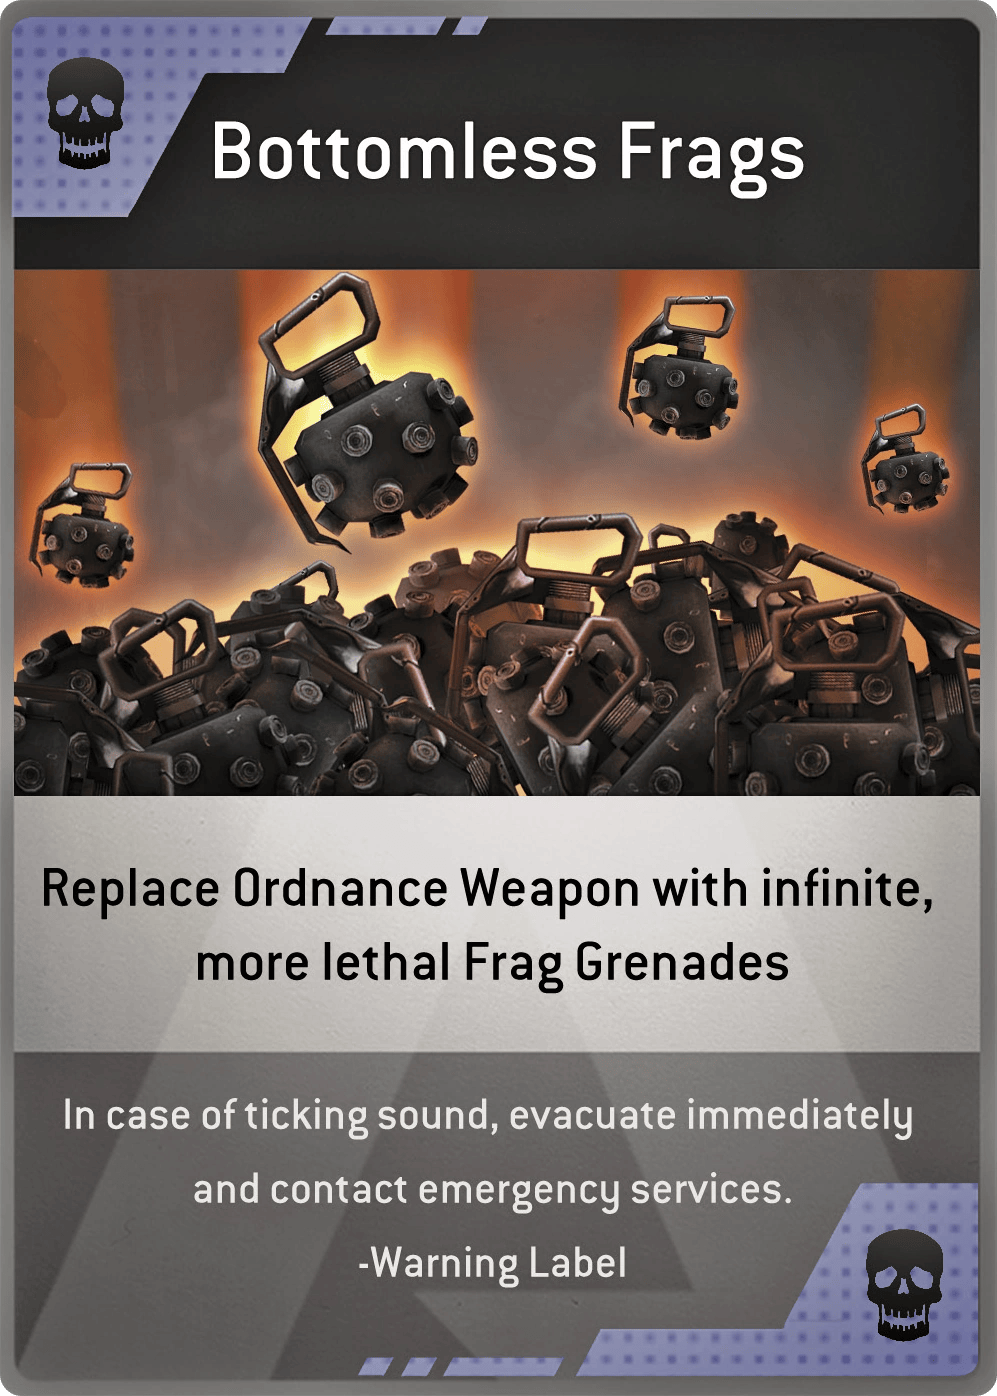 Bottomless Frags
Replace Ordnance Weapon with infinite,
more lethal Frag Grenades
In case of ticking sound, evacuate immediately
and contact emergency services.
-Warning Label